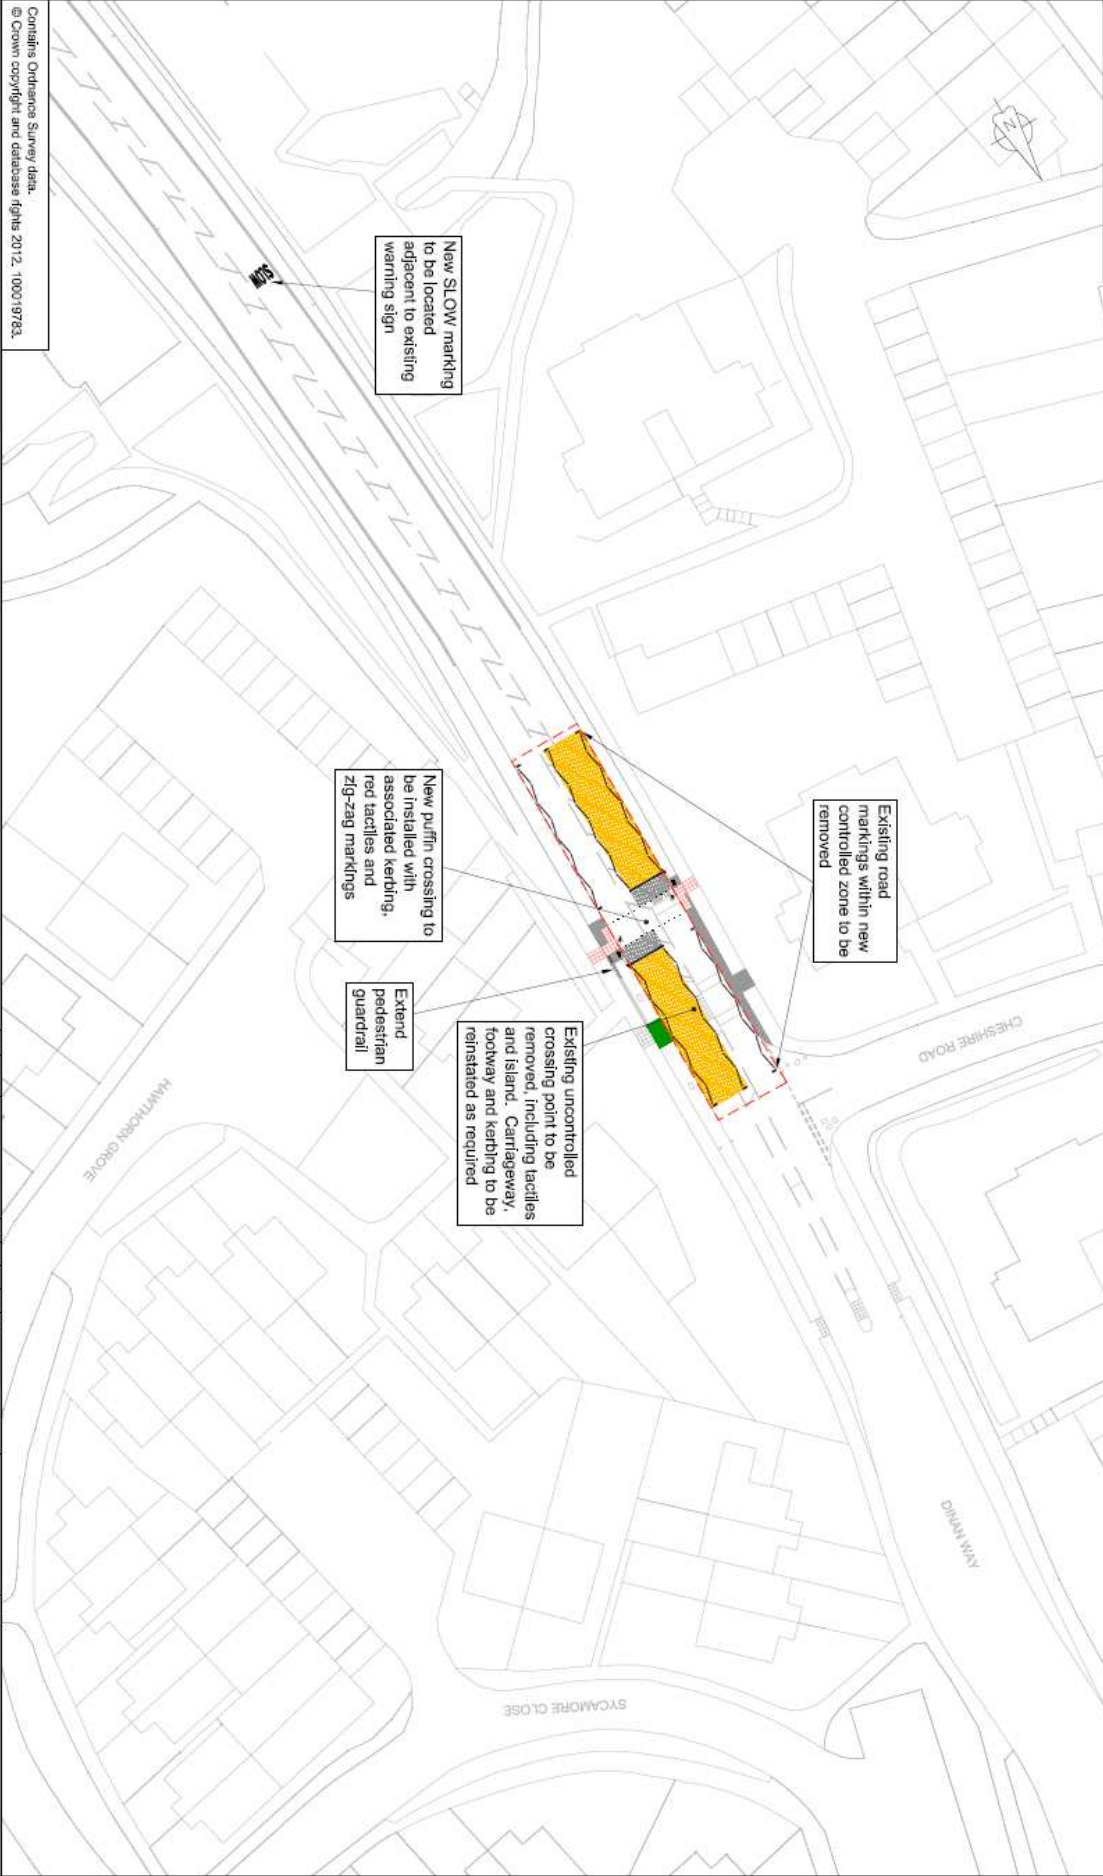 N
New SLOW marking
to be located
adjacent to existing
warning sign
SLOW
Existing road
markings within new
controlled zone to be
removed
New puffin crossing to
be installed with
associated kerbing,
red tactiles and
zig-zag markings
Extend
pedestrian
guardrail
Existing uncontrolled
crossing point to be
removed, including tactiles
and island. Carriageway,
footway and kerbing to be
reinstated as required
CHESHIRE ROAD
HAWTHORN GROVE
DINAN WAY
SYCAMORE CLOSE
Contains Ordnance Survey data.
© Crown copyright and database rights 2012. 100019783.